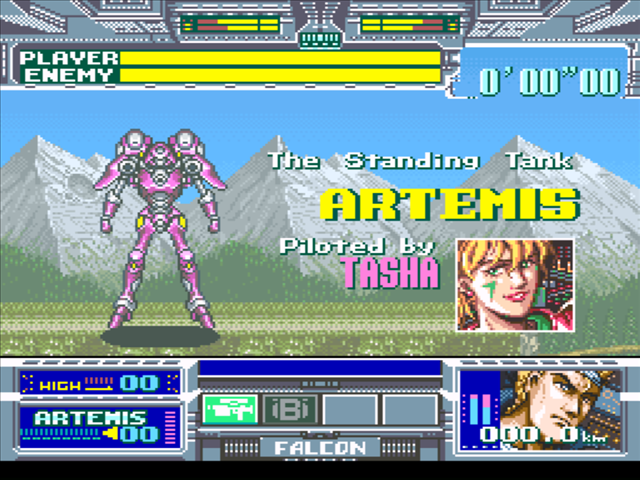 PLAYER
ENEMY
0'00"00
The Standing Tank
ARTEMIS
Piloted by
TASHA
HIGH 00
ARTEMIS
00
B
FALCON
000.0km